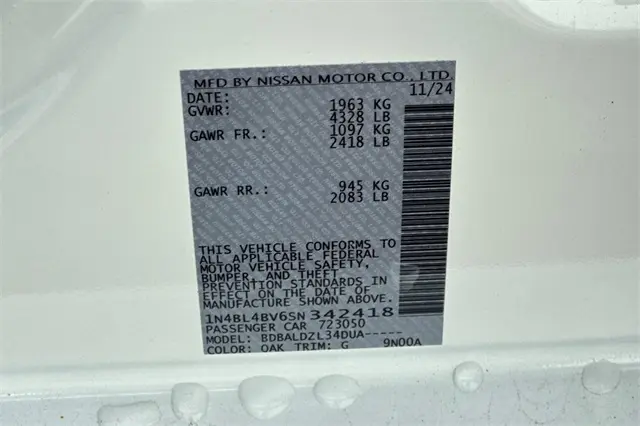 MFD BY NISSAN MOTOR CO., LTD.
DATE: 11/24
GVWR: 1963 KG
4328 LB
GAWR FR.: 1097 KG
2418 LB
GAWR RR.: 945 KG
2083 LB
THIS VEHICLE CONFORMS TO
ALL APPLICABLE FEDERAL
MOTOR VEHICLE SAFETY,
BUMPER, AND THEFT
PREVENTION STANDARDS IN
EFFECT ON THE DATE OF
MANUFACTURE SHOWN ABOVE.
1N4BL4BV6SN342418
PASSENGER CAR 723050
MODEL: BDBALDZL34DUA-----
COLOR: QAK TRIM: G 9N00A